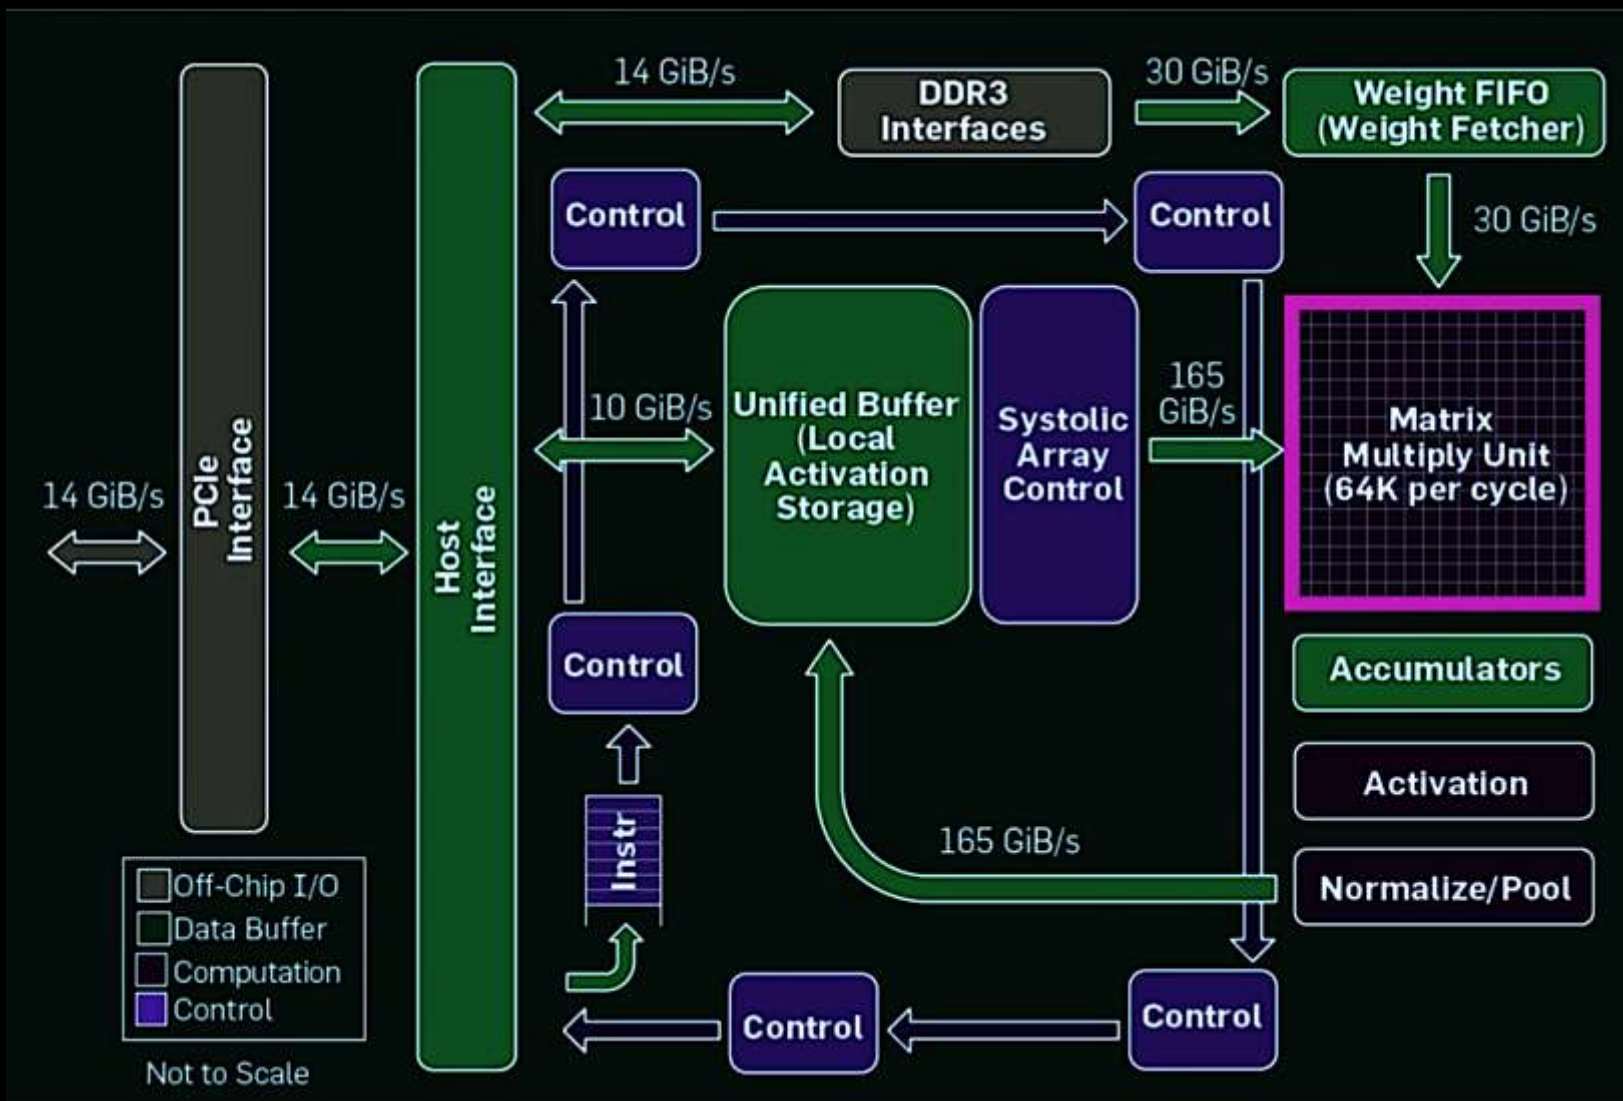 14 GiB/s
DDR3
Interfaces
30 GiB/s
Weight FIFO
(Weight Fetcher)
Control
Control
30 GiB/s
14 GiB/s
PCIe
Interface
14 GiB/s
Host
Interface
10 GiB/s
Unified Buffer
(Local
Activation
Storage)
Systolic
Array
Control
165
GiB/s
Matrix
Multiply Unit
(64K per cycle)
Control
Accumulators
Activation
Instr
165 GiB/s
Normalize/Pool
Off-Chip I/O
Data Buffer
Computation
Control
Control
Control
Not to Scale